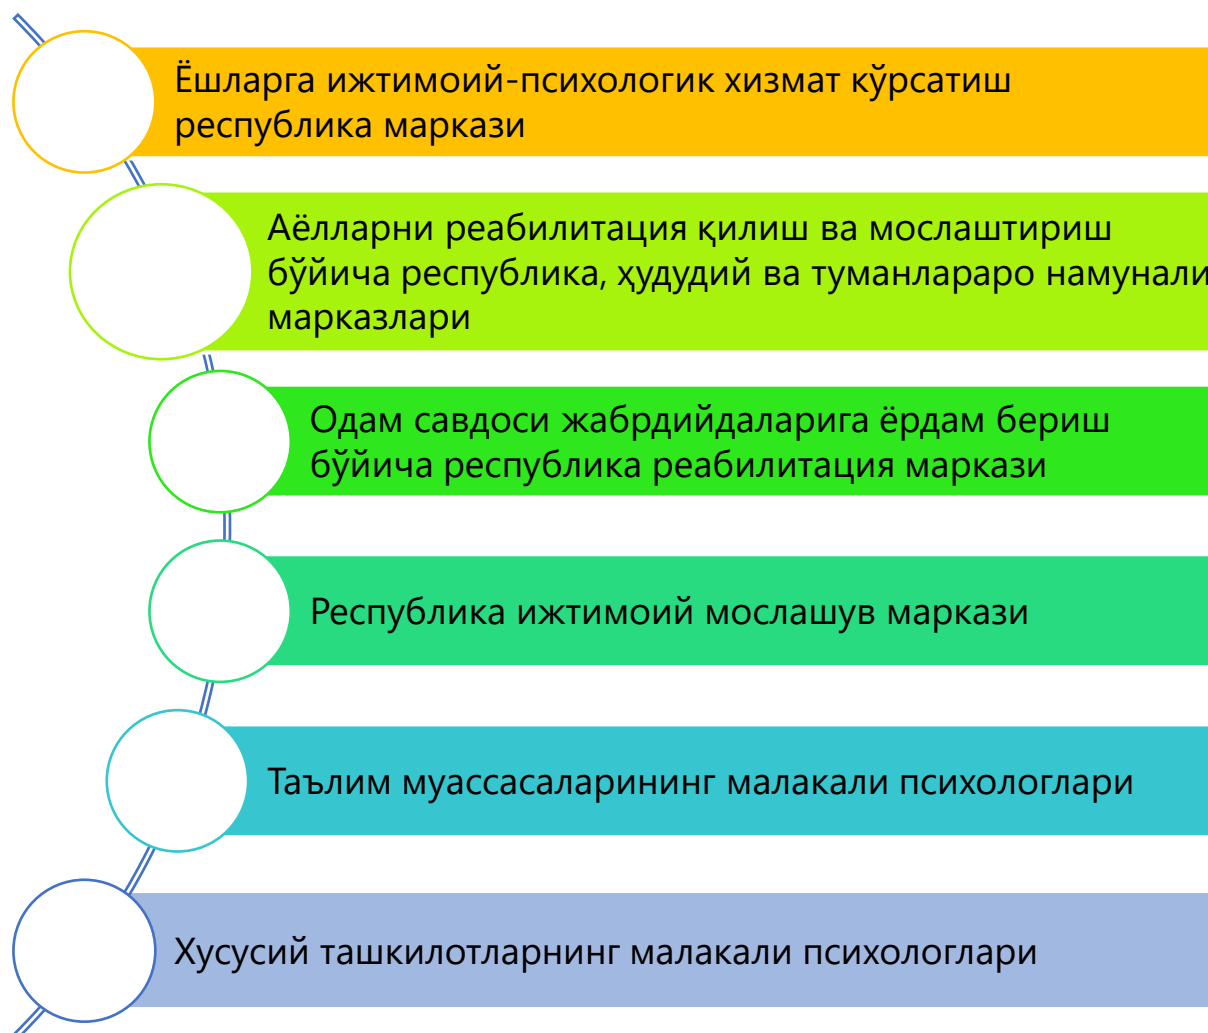 Ёшларга ижтимоий-психологик хизмат кўрсатиш
республика маркази
Аёлларни реабилитация қилиш ва мослаштириш
бўйича республика, ҳудудий ва туманлараро намунали
марказлари
Одам савдоси жабрдийдаларига ёрдам бериш
бўйича республика реабилитация маркази
Республика ижтимоий мослашув маркази
Таълим муассасаларининг малакали психологлари
Хусусий ташкилотларнинг малакали психологлари